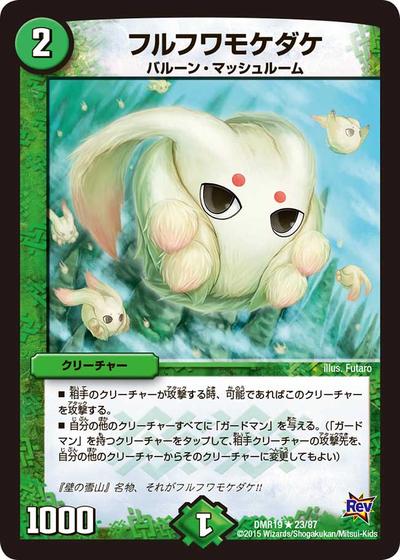 2
フルフワモケダケ
バルーン・マッシュルーム
クリーチャー
illus. Futaro
■ 相手のクリーチャーが攻撃する時、可能であればこのクリーチャー
を攻撃する。
■ 自分の他のクリーチャーすべてに「ガードマン」を与える。(「ガード
マン」を持つクリーチャーをタップして、相手クリーチャーの攻撃先を、
自分の他のクリーチャーからそのクリーチャーに変更してもよい)
『壁の雪山』名物、それがフルフワモケダケ!!
Rev
1000
1
DMR19 ★ 23/87
©2015 Wizards/Shogakukan/Mitsui-Kids